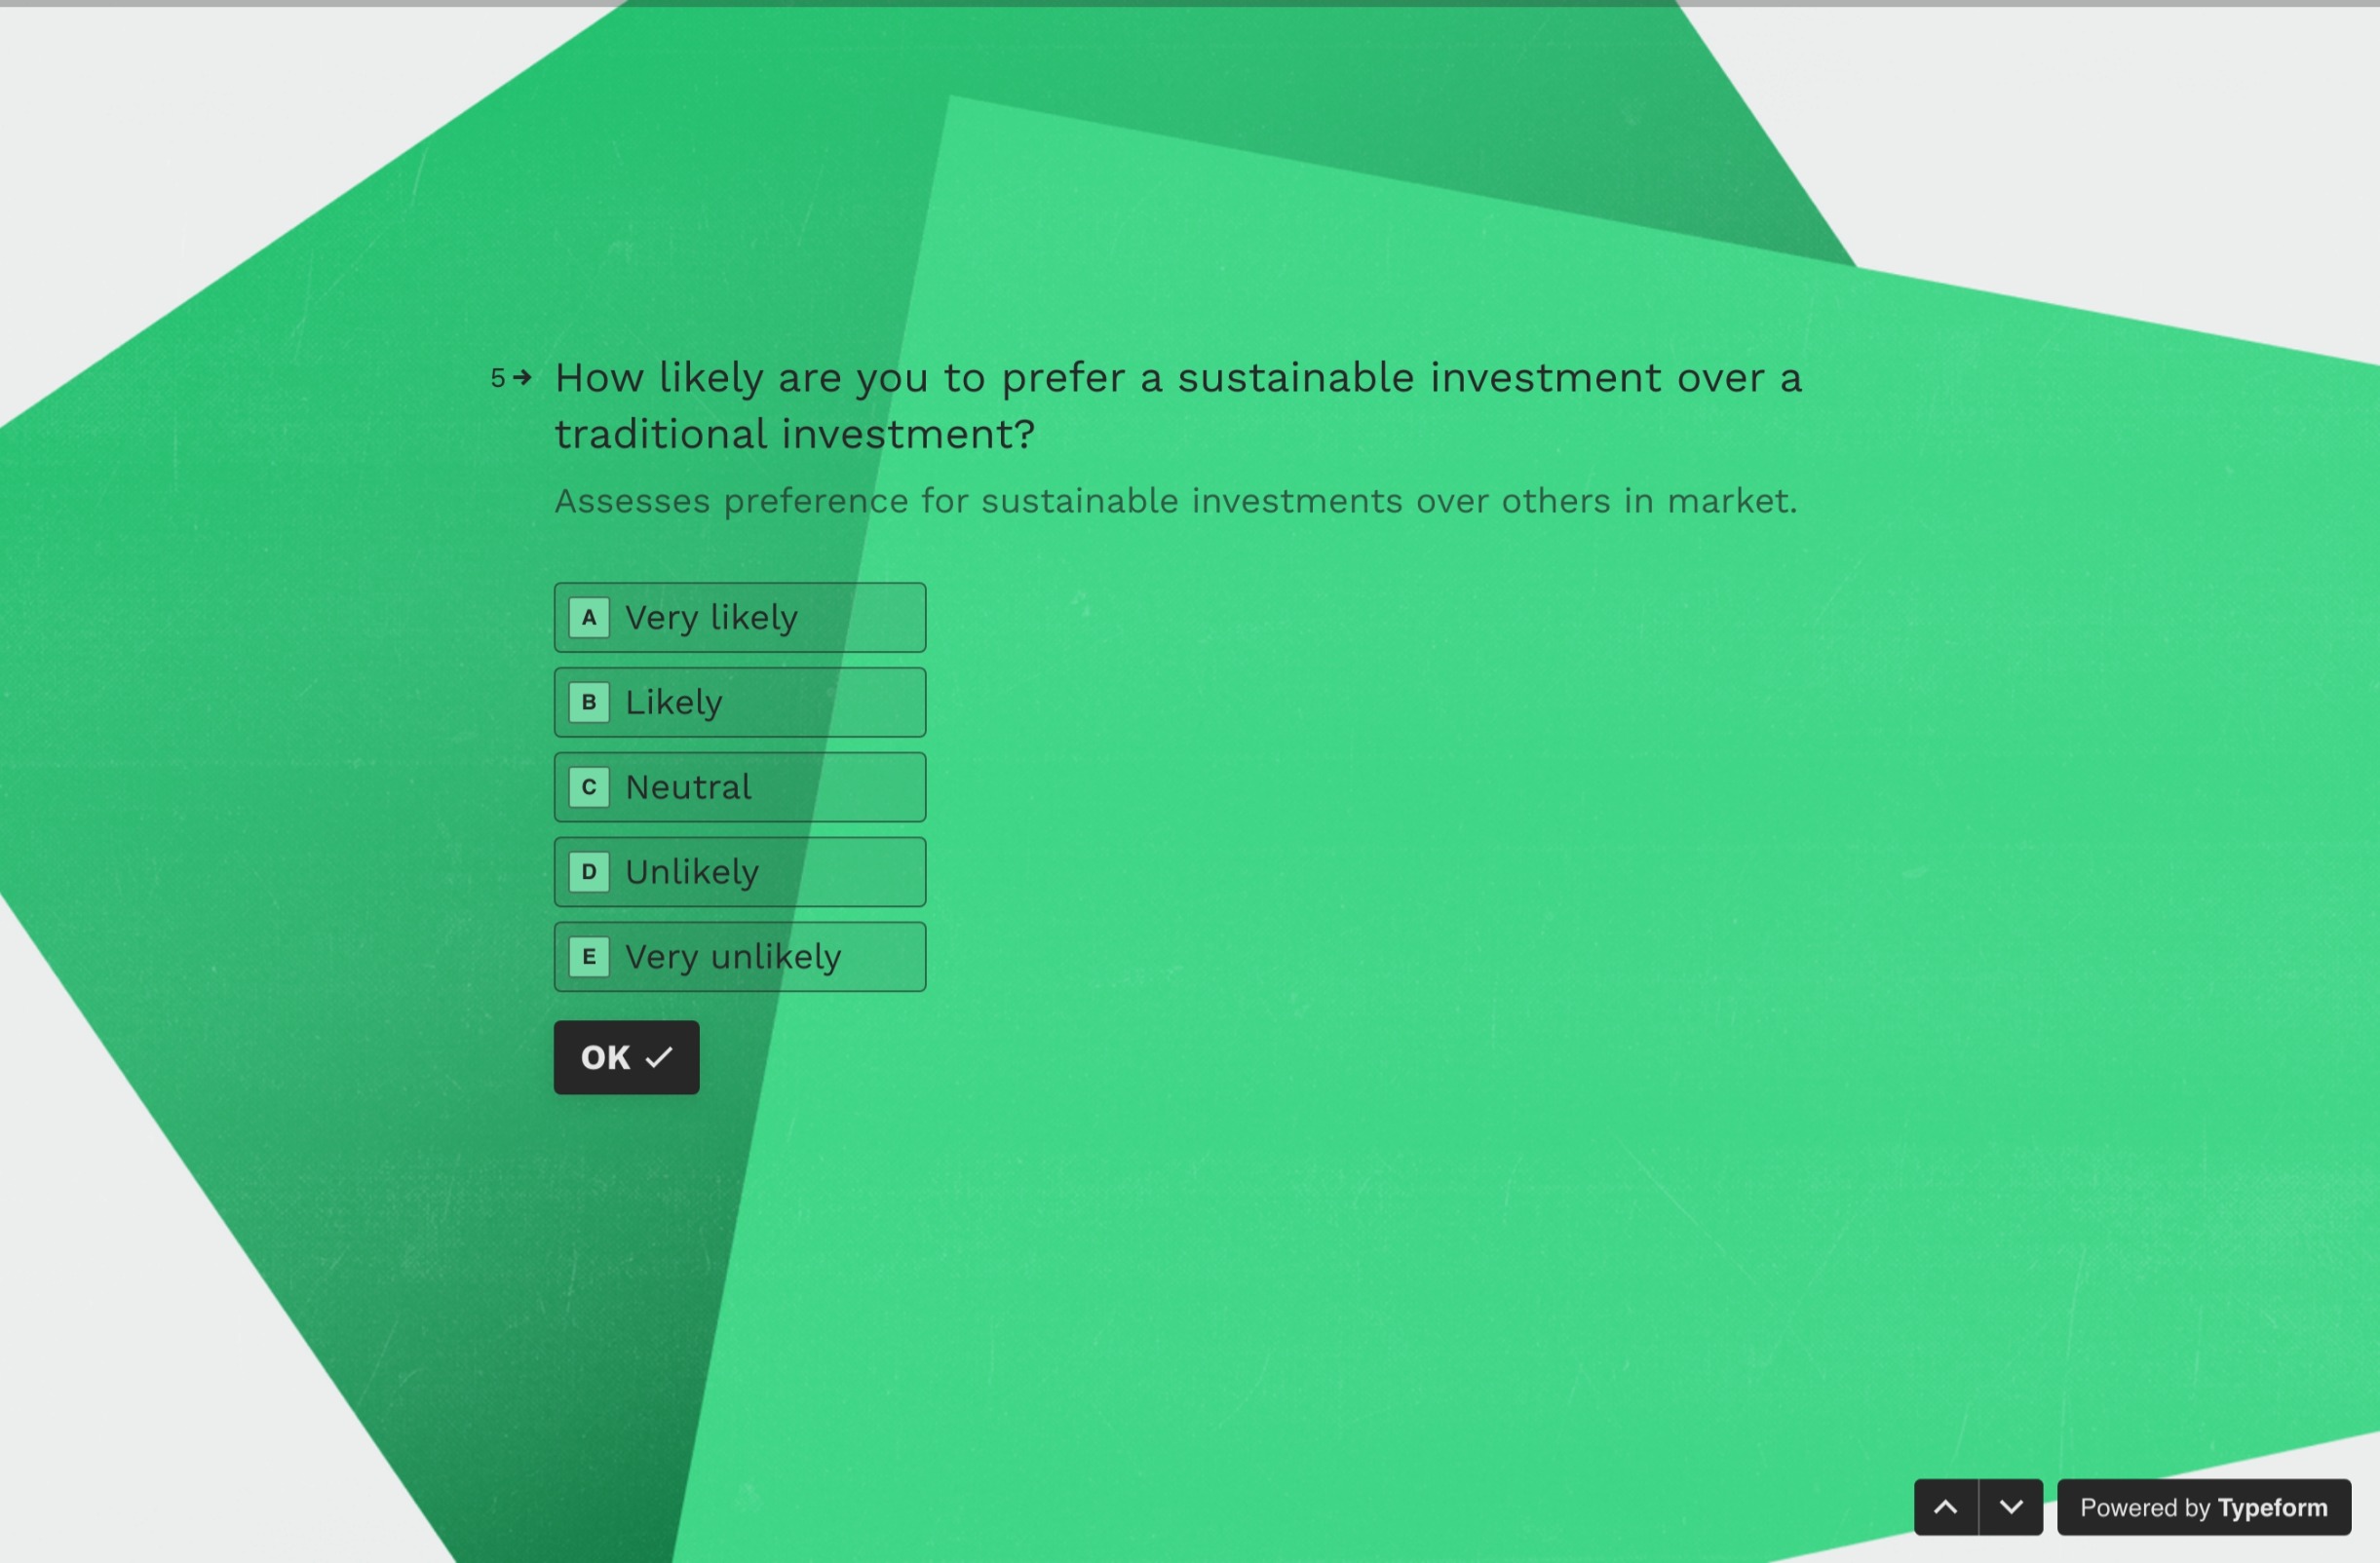 5 How likely are you to prefer a sustainable investment over a
traditional investment?
Assesses preference for sustainable investments over others in market.
A Very likely
B Likely
C Neutral
D Unlikely
E Very unlikely
OK
Powered by Typeform